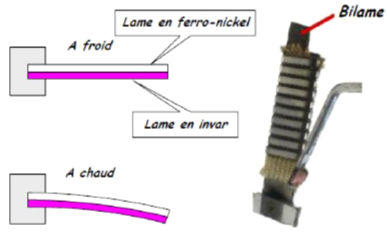 Lame en ferro-nickel
A froid
Lame en invar
A chaud
Bilame